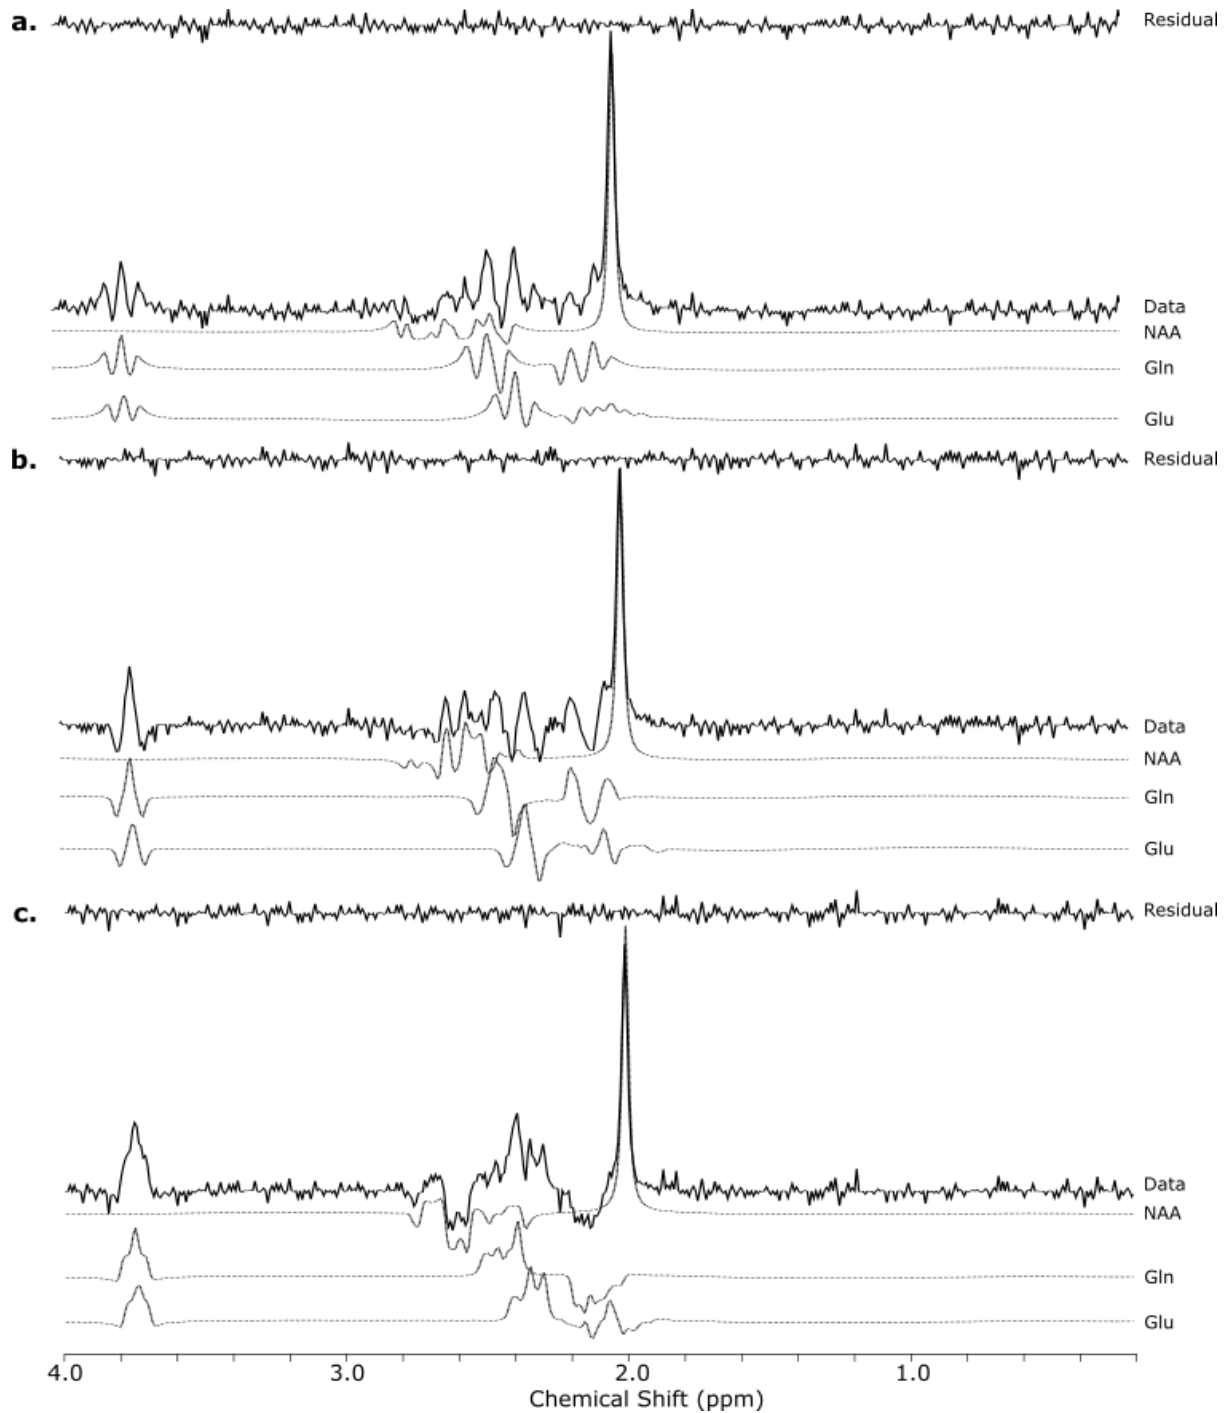 a.
Residual
Data
NAA
Gln
Glu
b.
Residual
Data
NAA
Gln
Glu
c.
Residual
Data
NAA
Gln
Glu
4.0 3.0 2.0 1.0
Chemical Shift (ppm)